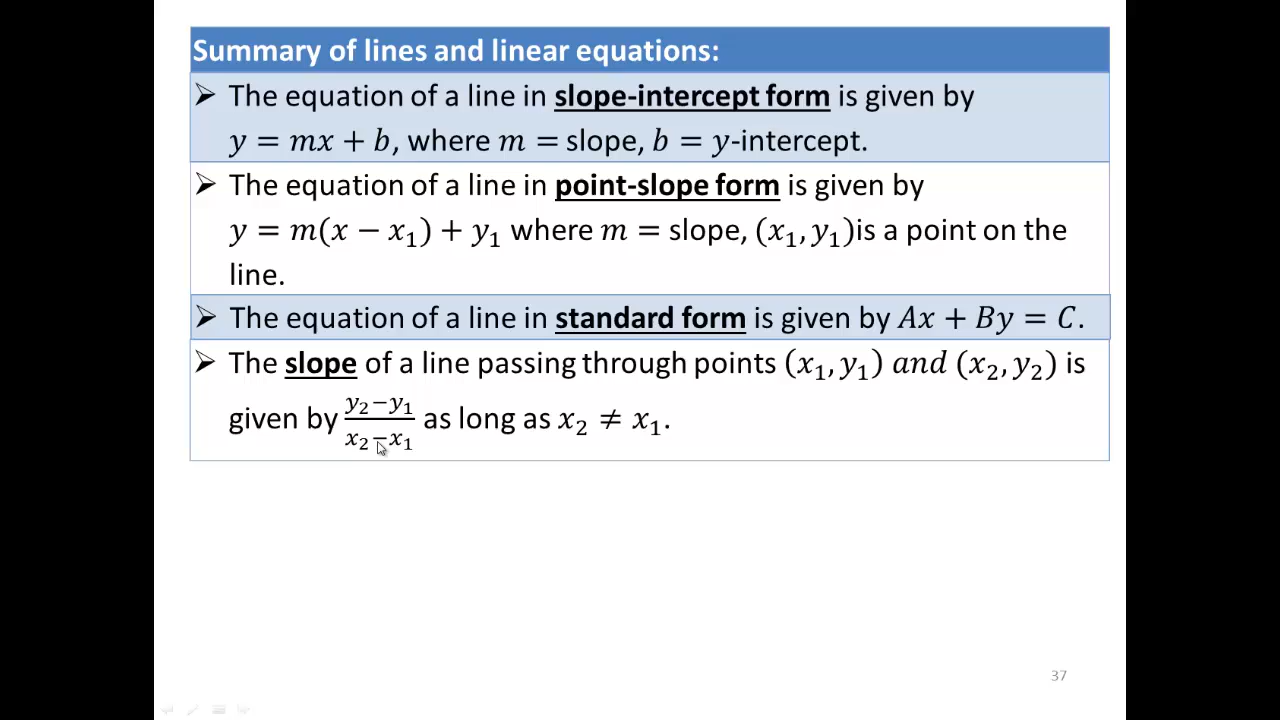 Summary of lines and linear equations:
➢ The equation of a line in slope-intercept form is given by
y = mx + b, where m = slope, b = y-intercept.
➢ The equation of a line in point-slope form is given by
y = m(x − x₁) + y₁ where m = slope, (x₁, y₁)is a point on the
line.
➢ The equation of a line in standard form is given by Ax + By = C.
➢ The slope of a line passing through points (x₁, y₁) and (x₂, y₂) is
given by (y₂−y₁)/(x₂−x₁) as long as x₂ ≠ x₁.
37